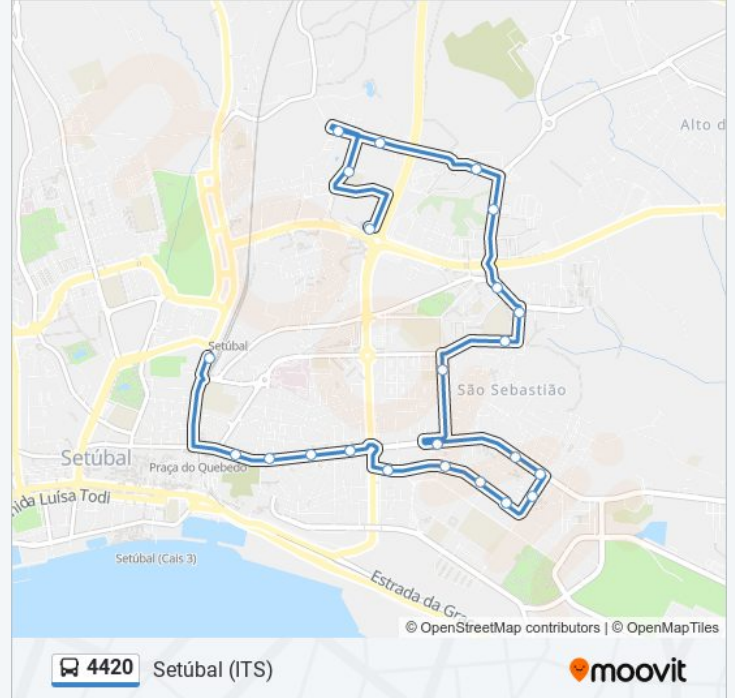 Alto d
Setúbal
São Sebastião
Setúbal
Praça do Quebedo
nida Luísa Todi
Setúbal (Cais 3)
Estrada da Gra
© OpenStreetMap contributors | © OpenMapTiles
4420 Setúbal (ITS)
moovit